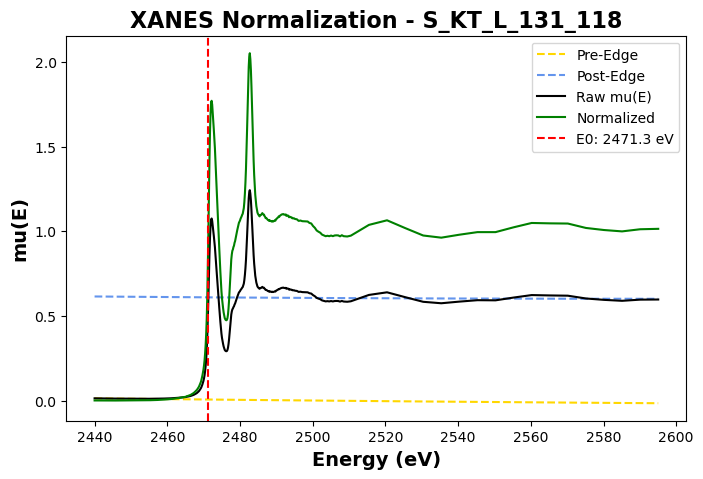 XANES Normalization - S_KT_L_131_118
mu(E)
2.0
1.5
1.0
0.5
0.0
Pre-Edge
Post-Edge
Raw mu(E)
Normalized
E0: 2471.3 eV
2440 2460 2480 2500 2520 2540 2560 2580 2600
Energy (eV)